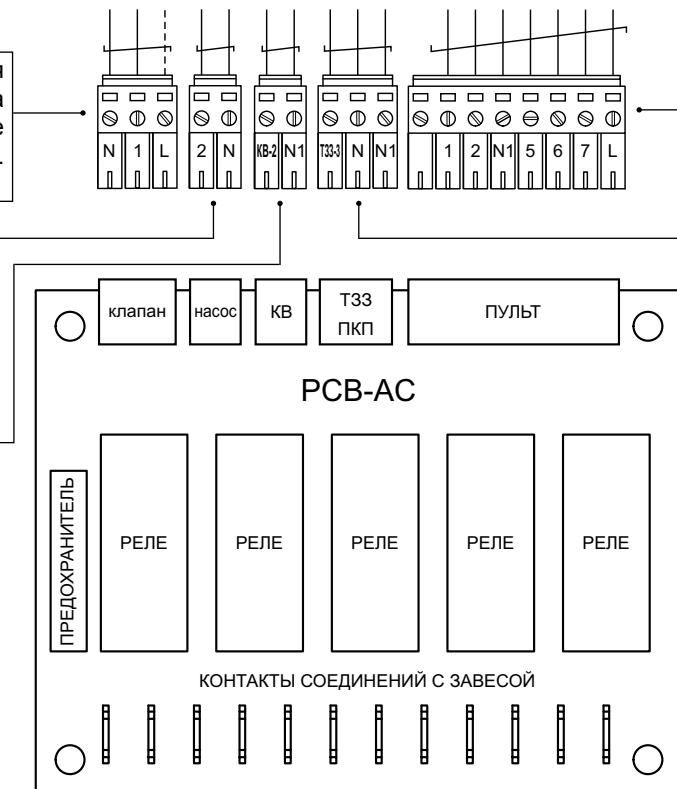 я
а
е
N 1 L 2 N КВ-2 N1 ТЗЗ-3 N N1 1 2 N1 5 6 7 L
клапан насос КВ ТЗЗ ПУЛЬТ
ПКП
PCB-AC
ПРЕДОХРАНИТЕЛЬ
РЕЛЕ РЕЛЕ РЕЛЕ РЕЛЕ РЕЛЕ
КОНТАКТЫ СОЕДИНЕНИЙ С ЗАВЕСОЙ